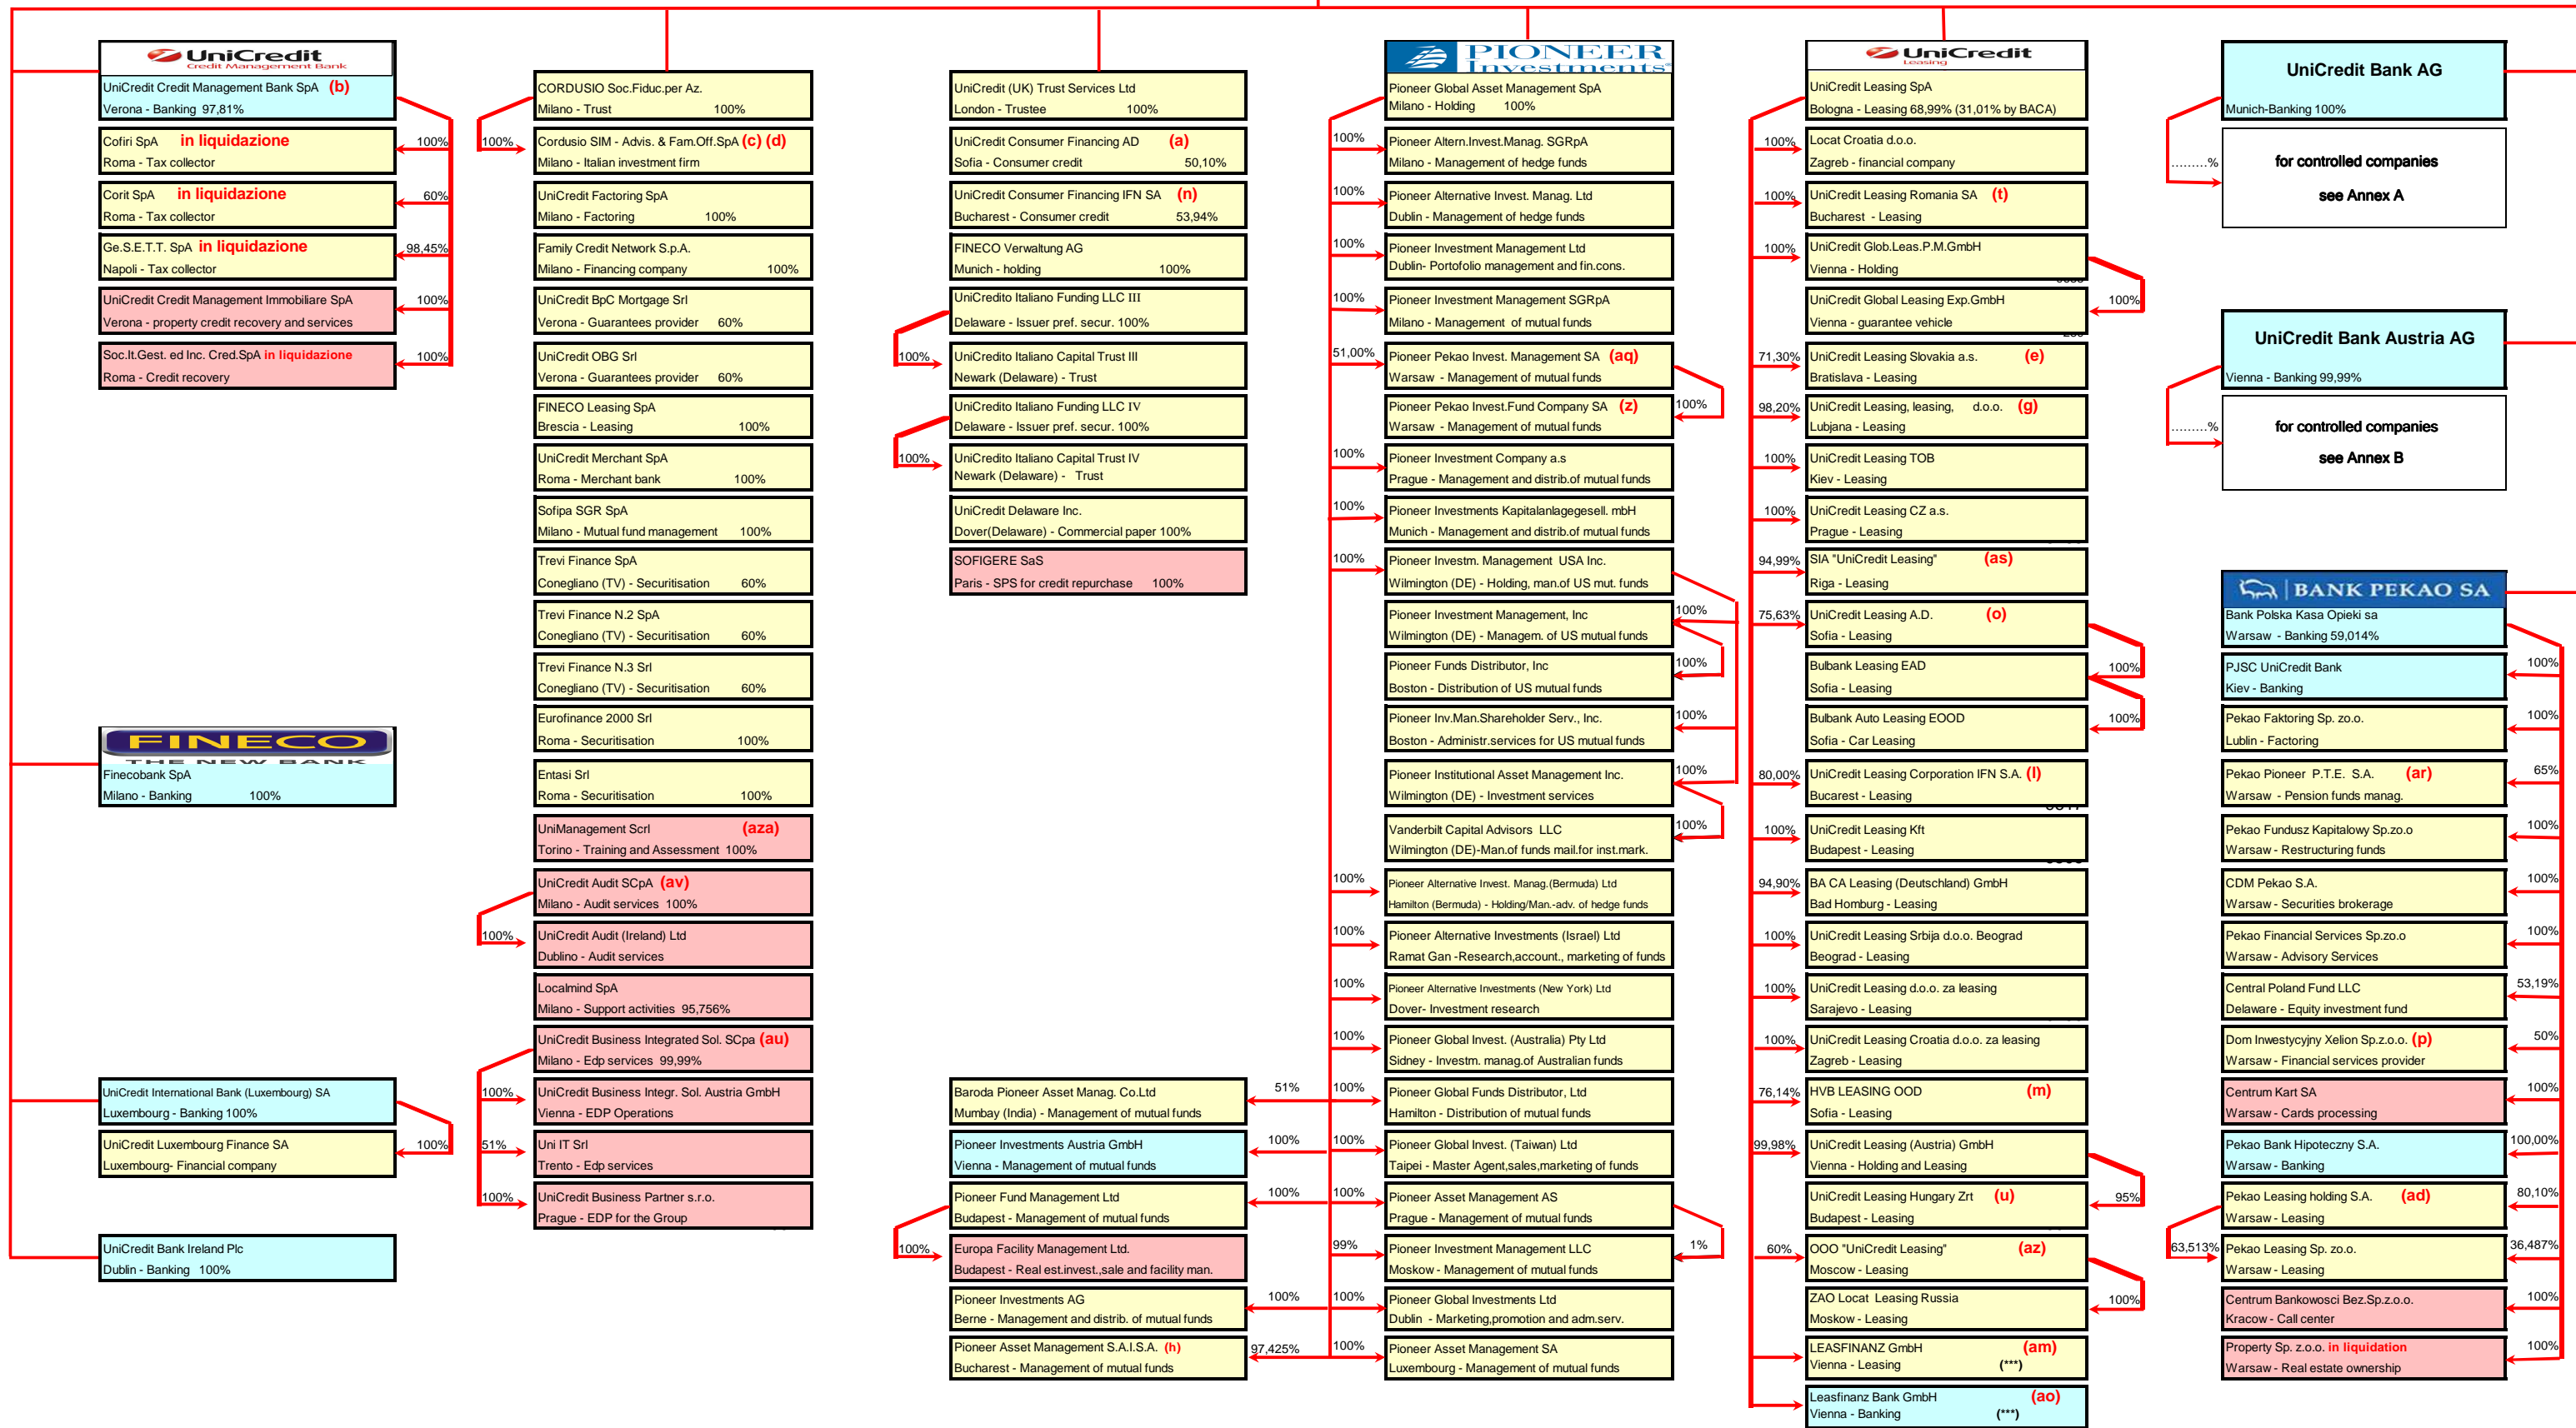 UniCredit
Credit Management Bank
UniCredit Credit Management Bank SpA (b)
Verona - Banking 97,81%
Cofiri SpA in liquidazione
Roma - Tax collector
100%
Corit SpA in liquidazione
Roma - Tax collector
60%
Ge.S.E.T.T. SpA in liquidazione
Napoli - Tax collector
98,45%
UniCredit Credit Management Immobiliare SpA
Verona - property credit recovery and services
100%
Soc.It.Gest. ed Inc. Cred.SpA in liquidazione
Roma - Credit recovery
100%
FINECO
THE NEW BANK
Finecobank SpA
Milano - Banking 100%
UniCredit International Bank (Luxembourg) SA
Luxembourg - Banking 100%
UniCredit Luxembourg Finance SA
Luxembourg- Financial company
100%
UniCredit Bank Ireland Plc
Dublin - Banking 100%
CORDUSIO Soc.Fiduc.per Az.
Milano - Trust 100%
100%
Cordusio SIM - Advis. & Fam.Off.SpA (c) (d)
Milano - Italian investment firm
UniCredit Factoring SpA
Milano - Factoring 100%
Family Credit Network S.p.A.
Milano - Financing company 100%
UniCredit BpC Mortgage Srl
Verona - Guarantees provider 60%
UniCredit OBG Srl
Verona - Guarantees provider 60%
FINECO Leasing SpA
Brescia - Leasing 100%
UniCredit Merchant SpA
Roma - Merchant bank 100%
Sofipa SGR SpA
Milano - Mutual fund management 100%
Trevi Finance SpA
Conegliano (TV) - Securitisation 60%
Trevi Finance N.2 SpA
Conegliano (TV) - Securitisation 60%
Trevi Finance N.3 Srl
Conegliano (TV) - Securitisation 60%
Eurofinance 2000 Srl
Roma - Securitisation 100%
Entasi Srl
Roma - Securitisation 100%
UniManagement Scrl (aza)
Torino - Training and Assessment 100%
UniCredit Audit SCpA (av)
Milano - Audit services 100%
100%
UniCredit Audit (Ireland) Ltd
Dublino - Audit services
Localmind SpA
Milano - Support activities 95,756%
UniCredit Business Integrated Sol. SCpa (au)
Milano - Edp services 99,99%
100%
UniCredit Business Integr. Sol. Austria GmbH
Vienna - EDP Operations
51%
Uni IT Srl
Trento - Edp services
100%
UniCredit Business Partner s.r.o.
Prague - EDP for the Group
UniCredit (UK) Trust Services Ltd
London - Trustee 100%
UniCredit Consumer Financing AD (a)
Sofia - Consumer credit 50,10%
UniCredit Consumer Financing IFN SA (n)
Bucharest - Consumer credit 53,94%
FINECO Verwaltung AG
Munich - holding 100%
UniCredito Italiano Funding LLC III
Delaware - Issuer pref. secur. 100%
100%
UniCredito Italiano Capital Trust III
Newark (Delaware) - Trust
UniCredito Italiano Funding LLC IV
Delaware - Issuer pref. secur. 100%
100%
UniCredito Italiano Capital Trust IV
Newark (Delaware) - Trust
UniCredit Delaware Inc.
Dover(Delaware) - Commercial paper 100%
SOFIGERE SaS
Paris - SPS for credit repurchase 100%
Baroda Pioneer Asset Manag. Co.Ltd
Mumbay (India) - Management of mutual funds
51%
Pioneer Investments Austria GmbH
Vienna - Management of mutual funds
100%
Pioneer Fund Management Ltd
Budapest - Management of mutual funds
100%
100%
Europa Facility Management Ltd.
Budapest - Real est.invest.,sale and facility man.
Pioneer Investments AG
Berne - Management and distrib. of mutual funds
100%
Pioneer Asset Management S.A.I.S.A. (h)
Bucharest - Management of mutual funds
97,425%
PIONEER
Investments
Pioneer Global Asset Management SpA
Milano - Holding 100%
100%
Pioneer Altern.Invest.Manag. SGRpA
Milano - Management of hedge funds
100%
Pioneer Alternative Invest. Manag. Ltd
Dublin - Management of hedge funds
100%
Pioneer Investment Management Ltd
Dublin- Portofolio management and fin.cons.
100%
Pioneer Investment Management SGRpA
Milano - Management of mutual funds
51,00%
Pioneer Pekao Invest. Management SA (aq)
Warsaw - Management of mutual funds
Pioneer Pekao Invest.Fund Company SA (z)
Warsaw - Management of mutual funds
100%
100%
Pioneer Investment Company a.s
Prague - Management and distrib.of mutual funds
100%
Pioneer Investments Kapitalanlagegesell. mbH
Munich - Management and distrib.of mutual funds
100%
Pioneer Investm. Management USA Inc.
Wilmington (DE) - Holding, man.of US mut. funds
Pioneer Investment Management, Inc
Wilmington (DE) - Managem. of US mutual funds
100%
Pioneer Funds Distributor, Inc
Boston - Distribution of US mutual funds
100%
Pioneer Inv.Man.Shareholder Serv., Inc.
Boston - Administr.services for US mutual funds
100%
Pioneer Institutional Asset Management Inc.
Wilmington (DE) - Investment services
100%
Vanderbilt Capital Advisors LLC
Wilmington (DE)-Man.of funds mail.for inst.mark.
100%
100%
Pioneer Alternative Invest. Manag.(Bermuda) Ltd
Hamilton (Bermuda) - Holding/Man.-adv. of hedge funds
100%
Pioneer Alternative Investments (Israel) Ltd
Ramat Gan -Research,account., marketing of funds
100%
Pioneer Alternative Investments (New York) Ltd
Dover- Investment research
100%
Pioneer Global Invest. (Australia) Pty Ltd
Sidney - Investm. manag.of Australian funds
100%
Pioneer Global Funds Distributor, Ltd
Hamilton - Distribution of mutual funds
100%
Pioneer Global Invest. (Taiwan) Ltd
Taipei - Master Agent,sales,marketing of funds
100%
Pioneer Asset Management AS
Prague - Management of mutual funds
99%
Pioneer Investment Management LLC
Moskow - Management of mutual funds
1%
100%
Pioneer Global Investments Ltd
Dublin - Marketing,promotion and adm.serv.
100%
Pioneer Asset Management SA
Luxembourg - Management of mutual funds
UniCredit
Leasing
UniCredit Leasing SpA
Bologna - Leasing 68,99% (31,01% by BACA)
100%
Locat Croatia d.o.o.
Zagreb - financial company
100%
UniCredit Leasing Romania SA (t)
Bucharest - Leasing
100%
UniCredit Glob.Leas.P.M.GmbH
Vienna - Holding
UniCredit Global Leasing Exp.GmbH
Vienna - guarantee vehicle
100%
71,30%
UniCredit Leasing Slovakia a.s. (e)
Bratislava - Leasing
98,20%
UniCredit Leasing, leasing, d.o.o. (g)
Lubjana - Leasing
100%
UniCredit Leasing TOB
Kiev - Leasing
100%
UniCredit Leasing CZ a.s.
Prague - Leasing
94,99%
SIA "UniCredit Leasing" (as)
Riga - Leasing
75,63%
UniCredit Leasing A.D. (o)
Sofia - Leasing
Bulbank Leasing EAD
Sofia - Leasing
100%
Bulbank Auto Leasing EOOD
Sofia - Car Leasing
100%
80,00%
UniCredit Leasing Corporation IFN S.A. (l)
Bucarest - Leasing
100%
UniCredit Leasing Kft
Budapest - Leasing
94,90%
BA CA Leasing (Deutschland) GmbH
Bad Homburg - Leasing
100%
UniCredit Leasing Srbija d.o.o. Beograd
Beograd - Leasing
100%
UniCredit Leasing d.o.o. za leasing
Sarajevo - Leasing
100%
UniCredit Leasing Croatia d.o.o. za leasing
Zagreb - Leasing
76,14%
HVB LEASING OOD (m)
Sofia - Leasing
99,98%
UniCredit Leasing (Austria) GmbH
Vienna - Holding and Leasing
UniCredit Leasing Hungary Zrt (u)
Budapest - Leasing
95%
60%
OOO "UniCredit Leasing" (az)
Moscow - Leasing
ZAO Locat Leasing Russia
Moskow - Leasing
100%
LEASFINANZ GmbH (am)
Vienna - Leasing (***)
Leasfinanz Bank GmbH (ao)
Vienna - Banking (***)
UniCredit Bank AG
Munich-Banking 100%
.........%
for controlled companies
see Annex A
UniCredit Bank Austria AG
Vienna - Banking 99,99%
.........%
for controlled companies
see Annex B
BANK PEKAO SA
Bank Polska Kasa Opieki sa
Warsaw - Banking 59,014%
PJSC UniCredit Bank
Kiev - Banking
100%
Pekao Faktoring Sp. zo.o.
Lublin - Factoring
100%
Pekao Pioneer P.T.E. S.A. (ar)
Warsaw - Pension funds manag.
65%
Pekao Fundusz Kapitalowy Sp.zo.o
Warsaw - Restructuring funds
100%
CDM Pekao S.A.
Warsaw - Securities brokerage
100%
Pekao Financial Services Sp.zo.o
Warsaw - Advisory Services
100%
Central Poland Fund LLC
Delaware - Equity investment fund
53,19%
Dom Inwestycyjny Xelion Sp.z.o.o. (p)
Warsaw - Financial services provider
50%
Centrum Kart SA
Warsaw - Cards processing
100%
Pekao Bank Hipoteczny S.A.
Warsaw - Banking
100,00%
Pekao Leasing holding S.A. (ad)
Warsaw - Leasing
80,10%
63,513%
Pekao Leasing Sp. zo.o.
Warsaw - Leasing
36,487%
Centrum Bankowosci Bez.Sp.z.o.o.
Kracow - Call center
100%
Property Sp. z.o.o. in liquidation
Warsaw - Real estate ownership
100%